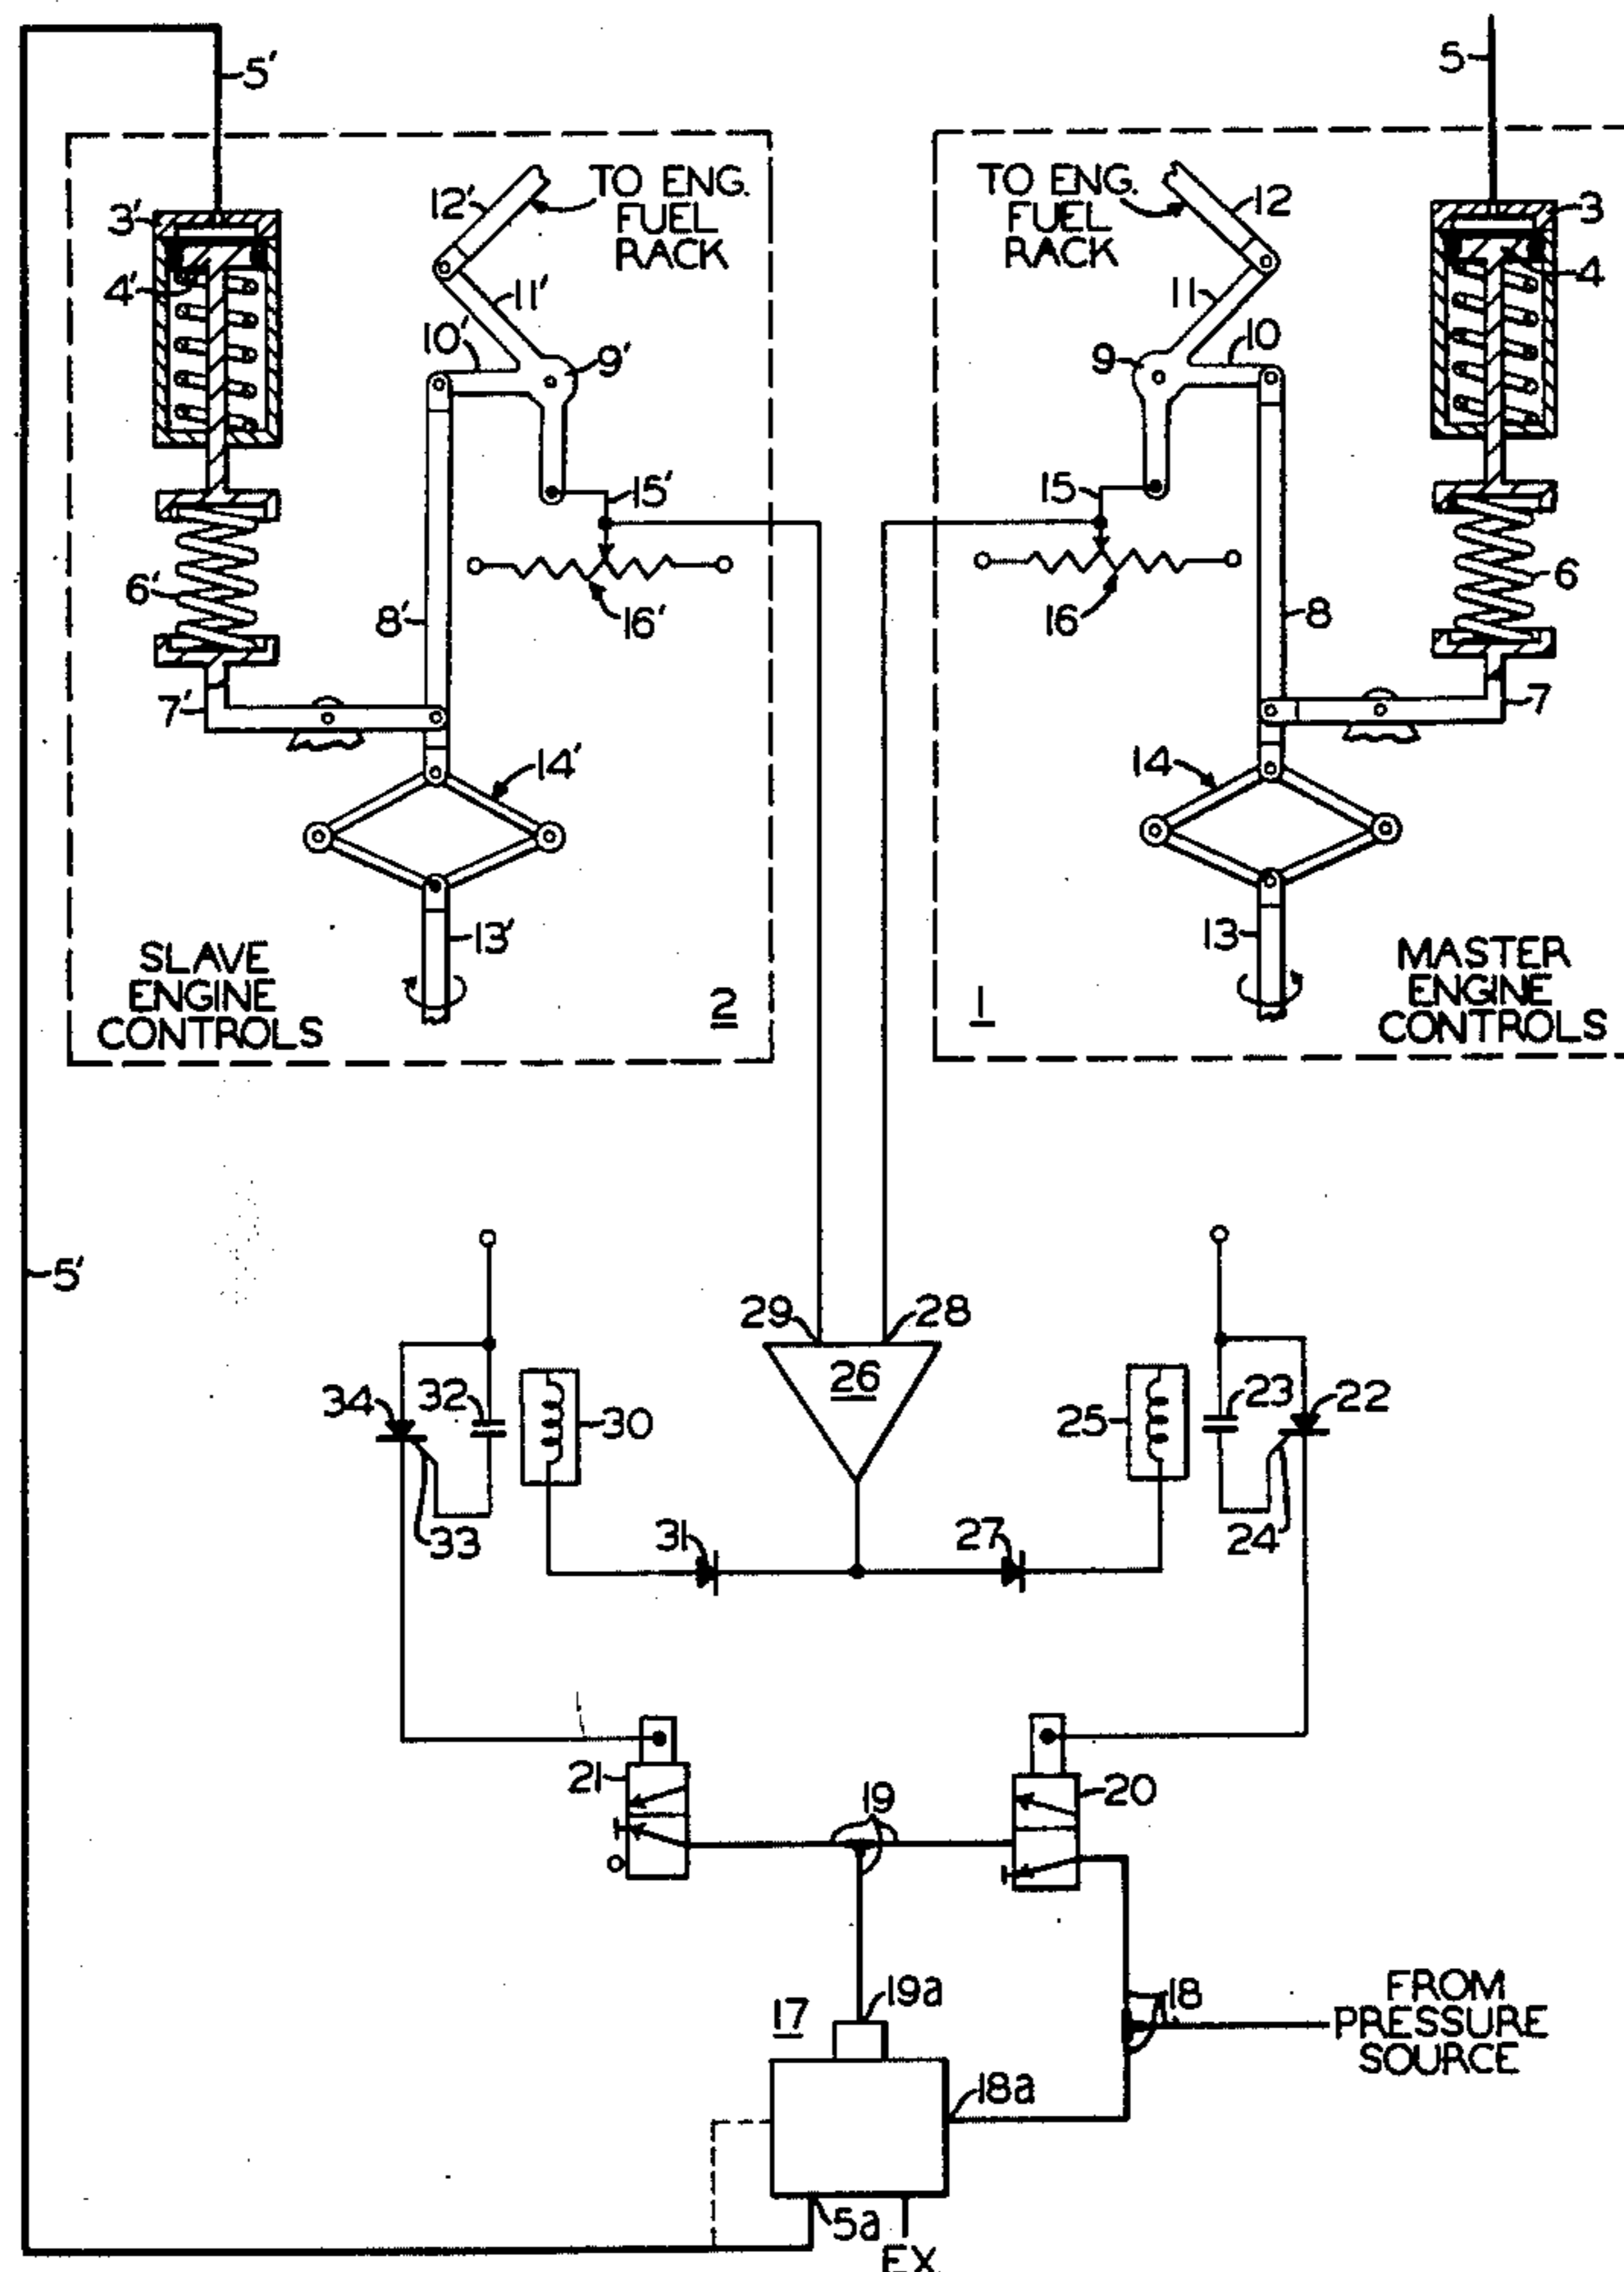 5'
5
TO ENG.
FUEL
RACK
TO ENG.
FUEL
RACK
12'
12
3'
3
4'
4
11'
11
10'
10
9'
9
15'
15
6'
6
16'
16
8'
8
7'
7
14'
14
13'
13
SLAVE
ENGINE
CONTROLS
2
1
MASTER
ENGINE
CONTROLS
5'
29
28
26
34
32
30
25
23
22
33
31
27
24
21
19
20
19a
17
18
FROM
PRESSURE
SOURCE
18a
5a
EX.